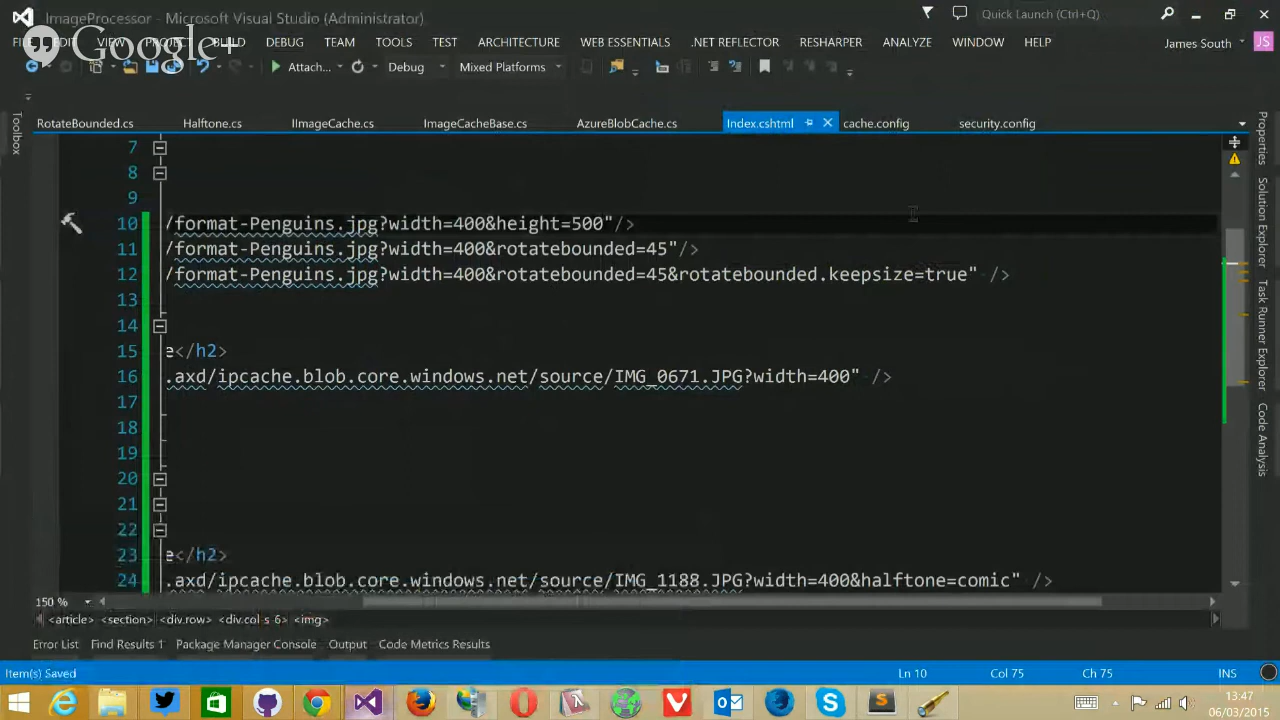 ImageProcessor - Microsoft Visual Studio (Administrator)
Quick Launch (Ctrl+Q)
Google+
EDIT VIEW PROJECT BUILD DEBUG TEAM TOOLS TEST ARCHITECTURE WEB ESSENTIALS .NET REFLECTOR RESHARPER ANALYZE WINDOW HELP James South JS
Attach... Debug Mixed Platforms
RotateBounded.cs Halftone.cs IImageCache.cs ImageCacheBase.cs AzureBlobCache.cs Index.cshtml cache.config security.config
Toolbox
7
8
9
10 /format-Penguins.jpg?width=400&height=500"/>
11 /format-Penguins.jpg?width=400&rotatebounded=45"/>
12 /format-Penguins.jpg?width=400&rotatebounded=45&rotatebounded.keepsize=true" />
13
14
15 e</h2>
16 .axd/ipcache.blob.core.windows.net/source/IMG_0671.JPG?width=400" />
17
18
19
20
21
22
23 e</h2>
24 .axd/ipcache.blob.core.windows.net/source/IMG_1188.JPG?width=400&halftone=comic" />
Properties
Solution Explorer
Task Runner Explorer
Code Analysis
150 %
<article> <section> <div.row> <div.col s 6> <img>
Error List Find Results 1 Package Manager Console Output Code Metrics Results
Item(s) Saved Ln 10 Col 75 Ch 75 INS
13:47
06/03/2015